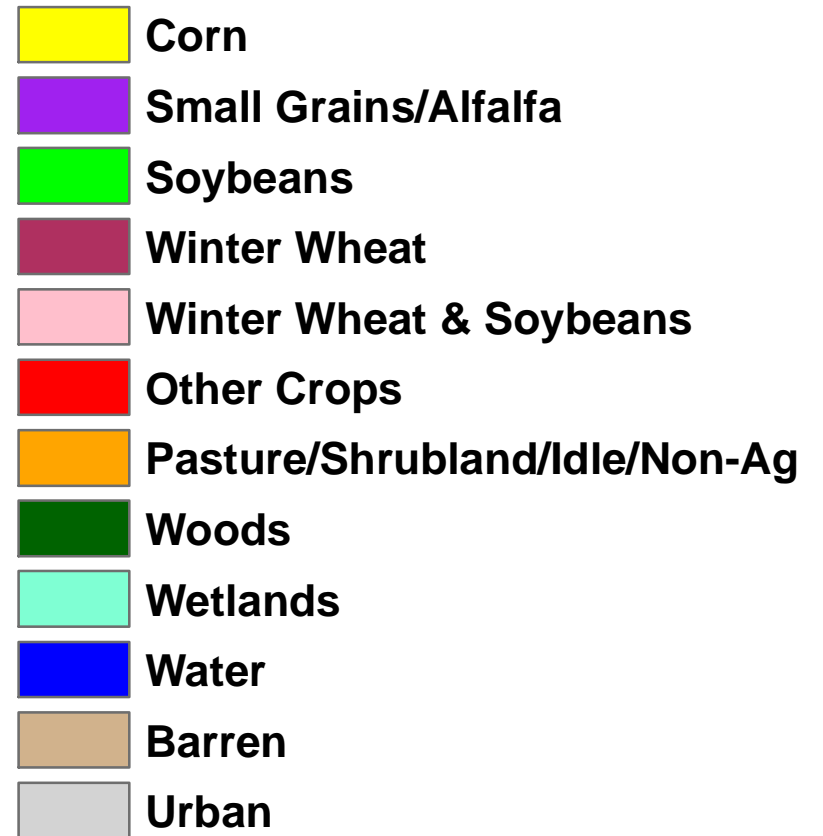 Corn
Small Grains/Alfalfa
Soybeans
Winter Wheat
Winter Wheat & Soybeans
Other Crops
Pasture/Shrubland/Idle/Non-Ag
Woods
Wetlands
Water
Barren
Urban